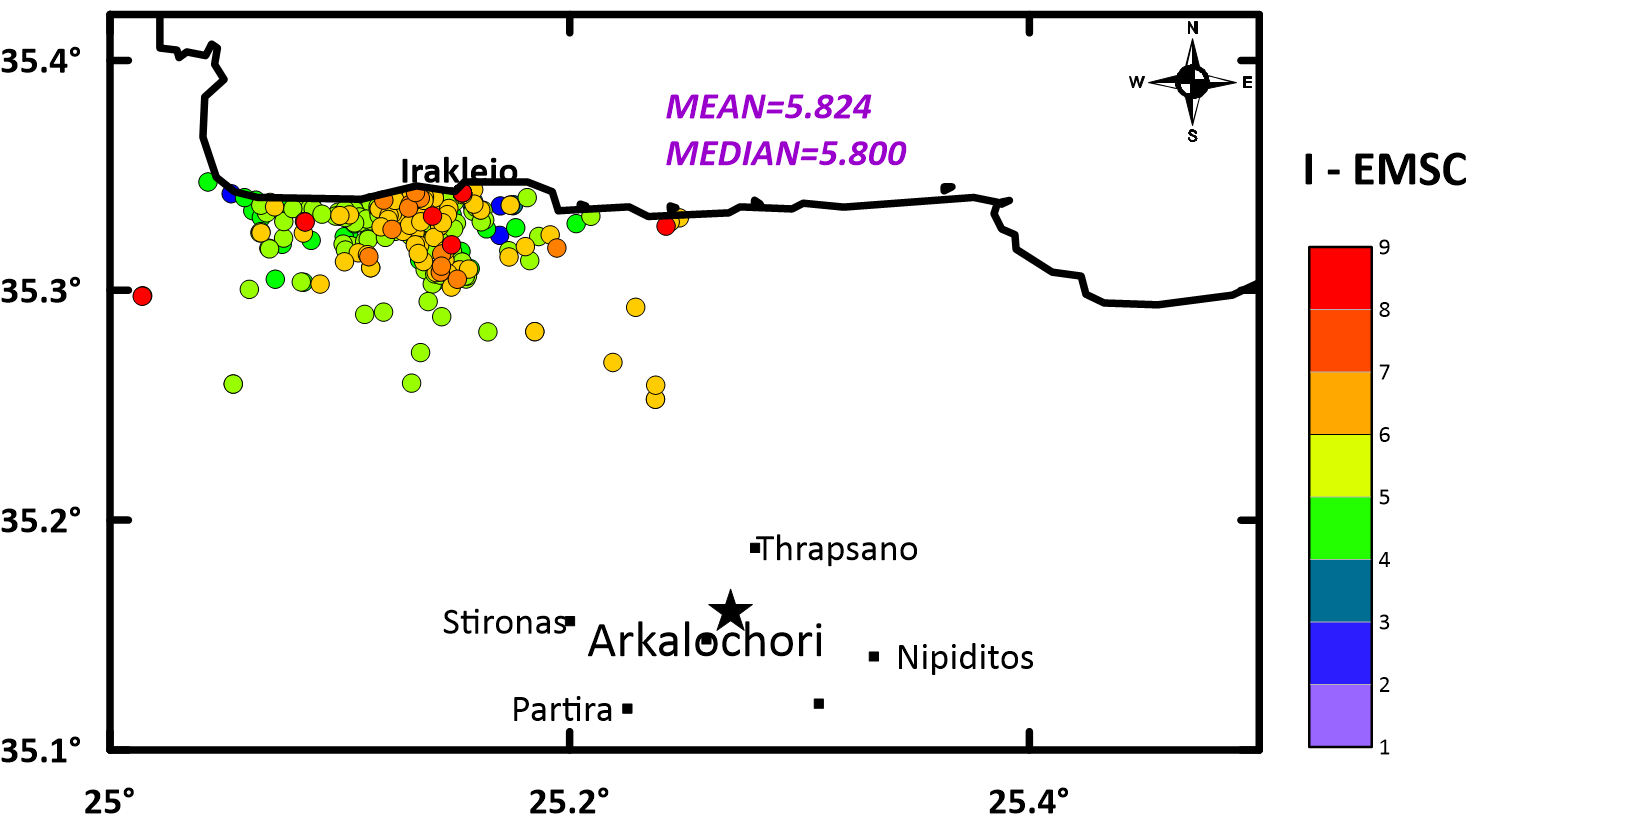 N
35.4°
W E
MEAN=5.824
S
MEDIAN=5.800
Irakleio
I - EMSC
9
35.3°
8
7
6
5
35.2°
Thrapsano
4
Stironas
3
Arkalochori
Nipiditos
2
Partira
35.1°
1
25° 25.2° 25.4°